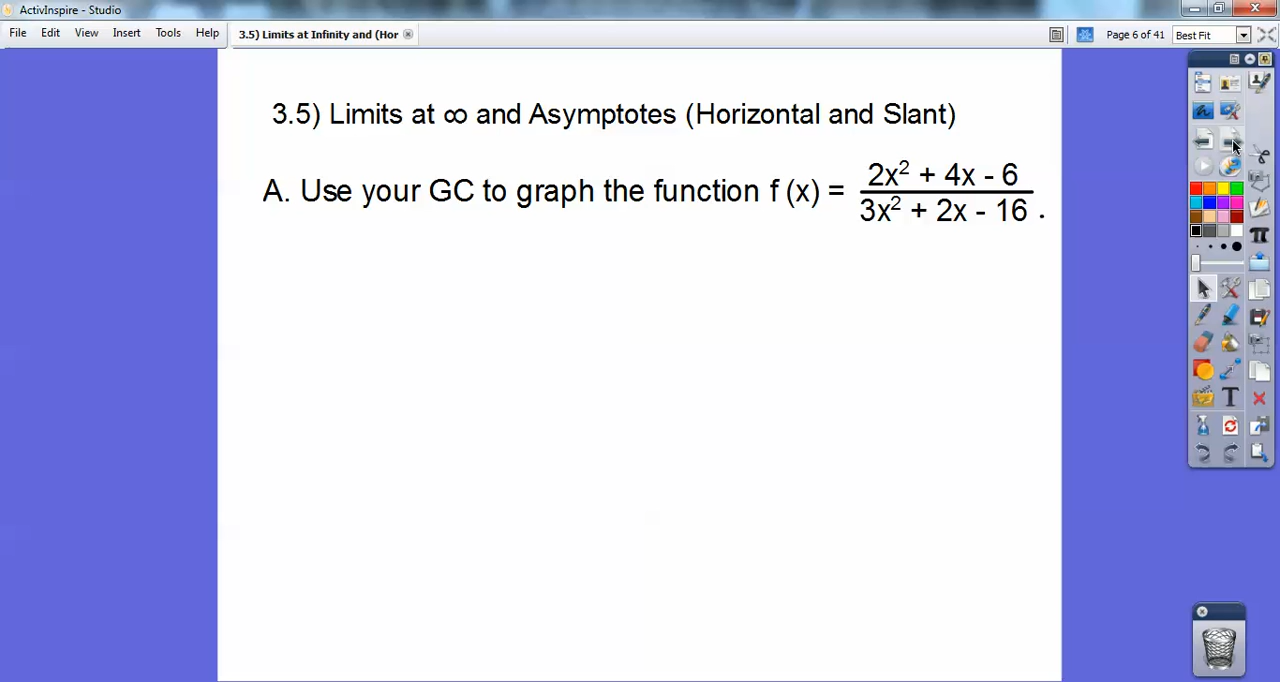 ActivInspire - Studio
File Edit View Insert Tools Help
3.5) Limits at Infinity and (Hor
Page 6 of 41
Best Fit
3.5) Limits at ∞ and Asymptotes (Horizontal and Slant)
2x² + 4x - 6
A. Use your GC to graph the function f (x) =
3x² + 2x - 16 .